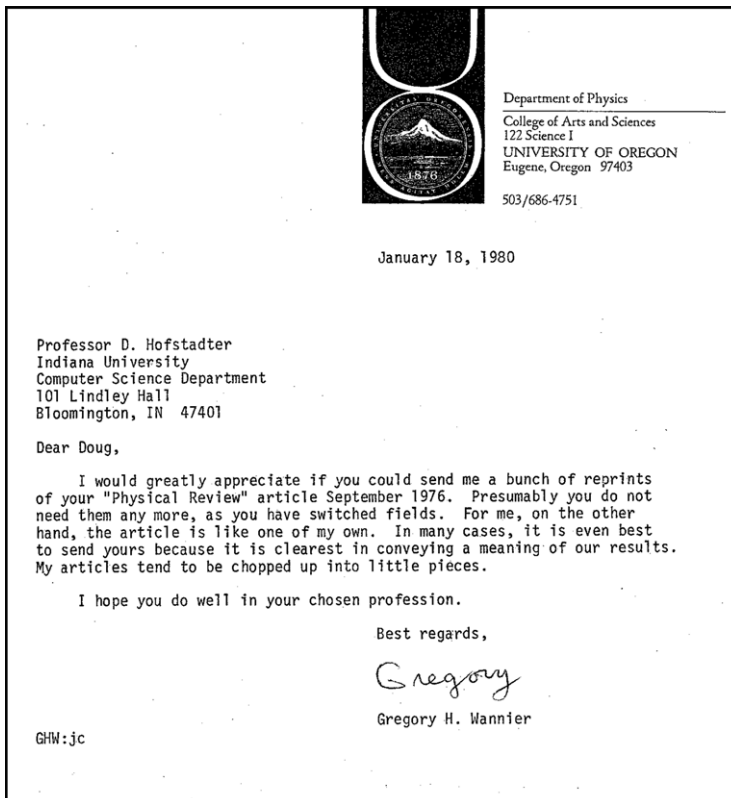 UNIVERSITAS OREGONENSIS
MENS AGITAT MOLEM
1876
Department of Physics
College of Arts and Sciences
122 Science I
UNIVERSITY OF OREGON
Eugene, Oregon 97403
503/686-4751
January 18, 1980
Professor D. Hofstadter
Indiana University
Computer Science Department
101 Lindley Hall
Bloomington, IN 47401
Dear Doug,
I would greatly appreciate if you could send me a bunch of reprints
of your "Physical Review" article September 1976. Presumably you do not
need them any more, as you have switched fields. For me, on the other
hand, the article is like one of my own. In many cases, it is even best
to send yours because it is clearest in conveying a meaning of our results.
My articles tend to be chopped up into little pieces.
I hope you do well in your chosen profession.
Best regards,
Gregory
Gregory H. Wannier
GHW:jc